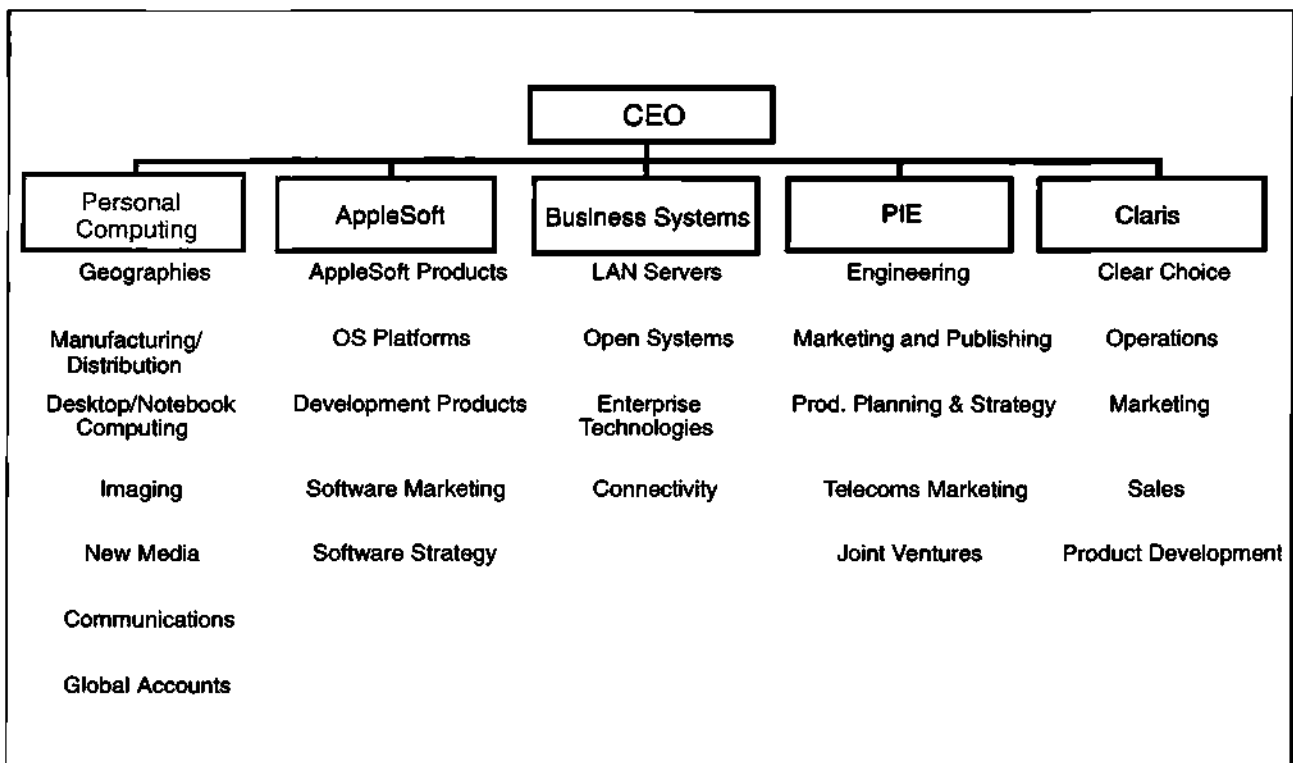 CEO
Personal
Computing
AppleSoft
Business Systems
PIE
Claris
Geographies
AppleSoft Products
LAN Servers
Engineering
Clear Choice
Manufacturing/
Distribution
OS Platforms
Open Systems
Marketing and Publishing
Operations
Desktop/Notebook
Computing
Development Products
Enterprise
Technologies
Prod. Planning & Strategy
Marketing
Imaging
Software Marketing
Connectivity
Telecoms Marketing
Sales
New Media
Software Strategy
Joint Ventures
Product Development
Communications
Global Accounts